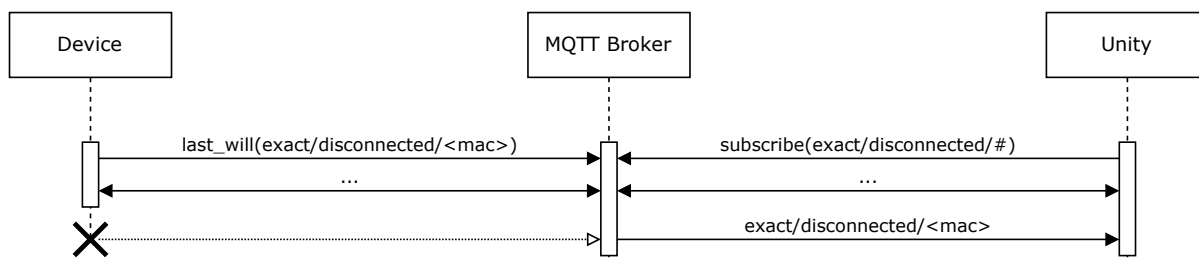 Device
MQTT Broker
Unity
last_will(exact/disconnected/<mac>)
subscribe(exact/disconnected/#)
...
...
exact/disconnected/<mac>